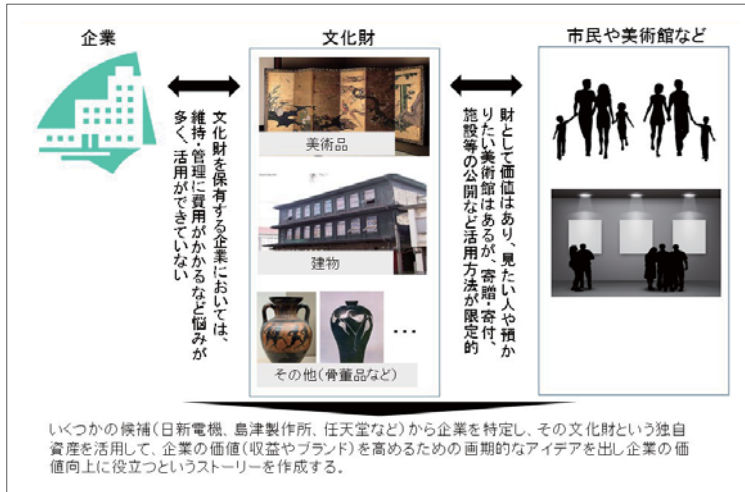 企業
文化財
市民や美術館など
美術品
建物
その他(骨董品など)
…
文化財を保有する企業においては、
維持・管理に費用がかかるなど悩みが
多く、活用ができていない
財として価値はあり、見たい人や預か
りたい美術館はあるが、寄贈・寄付、
施設等の公開など活用方法が限定的
いくつかの候補(日新電機、島津製作所、任天堂など)から企業を特定し、その文化財という独自
資産を活用して、企業の価値(収益やブランド)を高めるための画期的なアイデアを出し企業の価
値向上に役立つというストーリーを作成する。